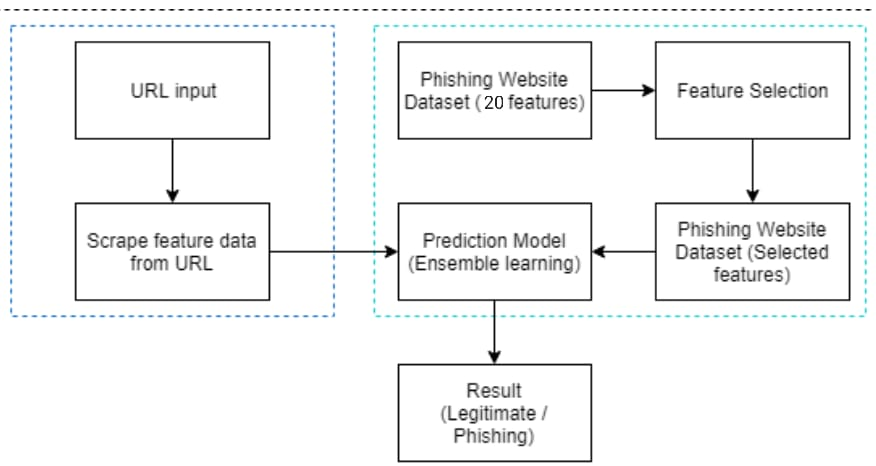 URL input
Phishing Website
Dataset (20 features)
Feature Selection
Scrape feature data
from URL
Prediction Model
(Ensemble learning)
Phishing Website
Dataset (Selected
features)
Result
(Legitimate /
Phishing)